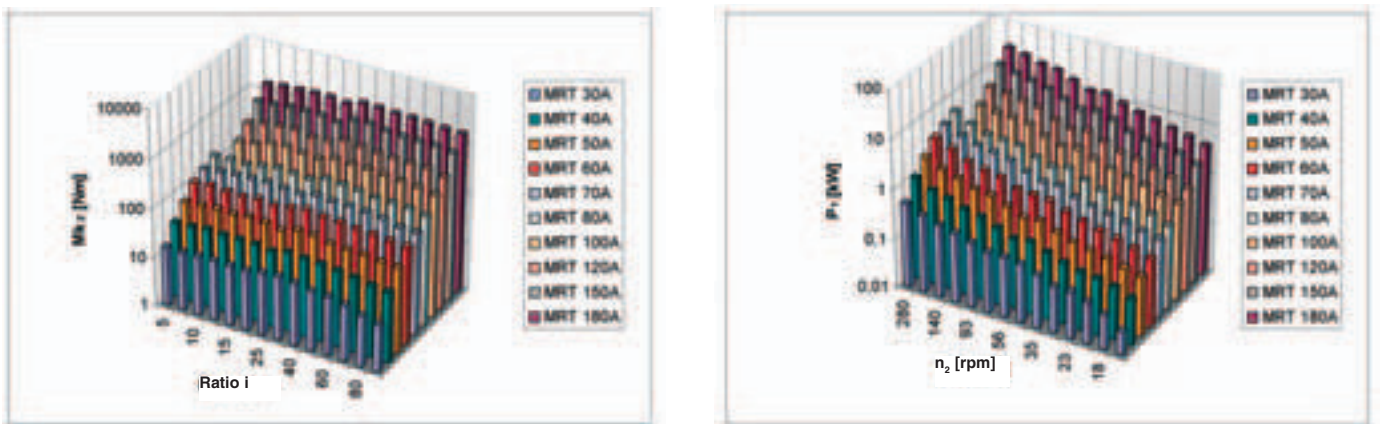 10000
1000
100
10
1
Mk₂ [Nm]
5
10
15
25
40
60
80
Ratio i
MRT 30A
MRT 40A
MRT 50A
MRT 60A
MRT 70A
MRT 80A
MRT 100A
MRT 120A
MRT 150A
MRT 180A
100
10
1
0,1
0,01
P₁ [kW]
280
140
93
56
35
23
18
n₂ [rpm]
MRT 30A
MRT 40A
MRT 50A
MRT 60A
MRT 70A
MRT 80A
MRT 100A
MRT 120A
MRT 150A
MRT 180A